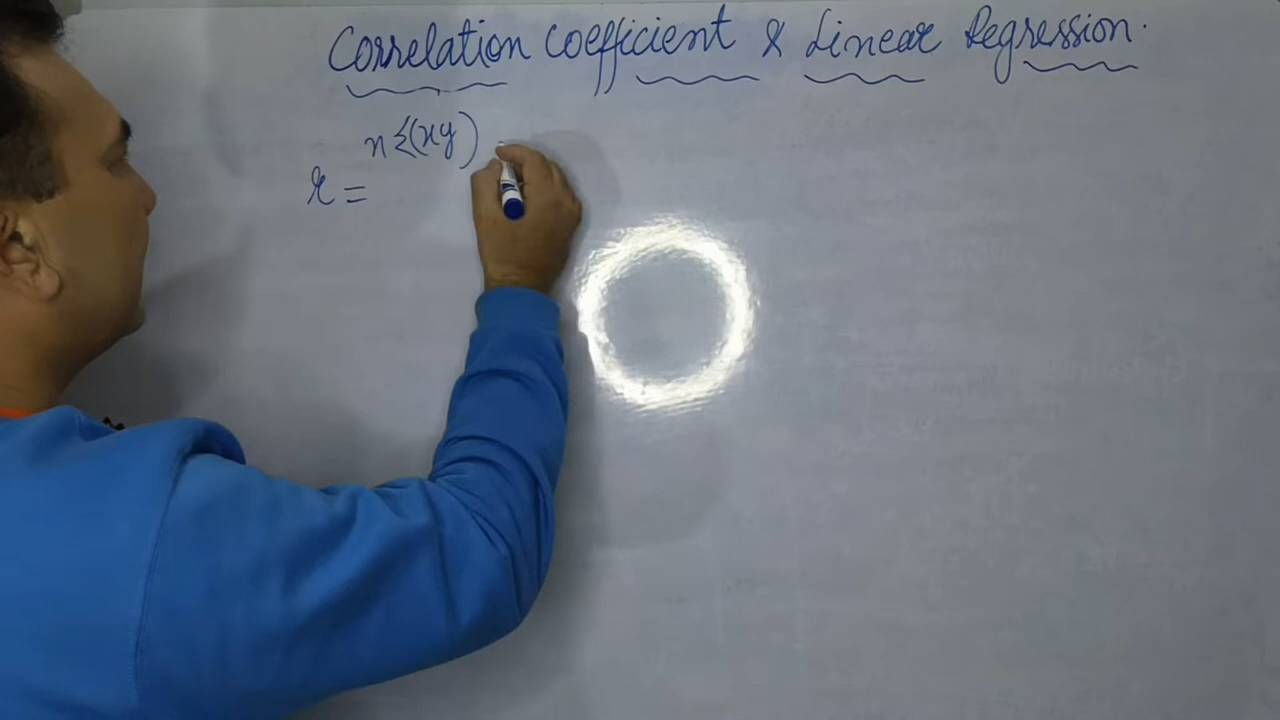 Correlation Coefficient & Linear Regression.
n Σ(xy)
r =